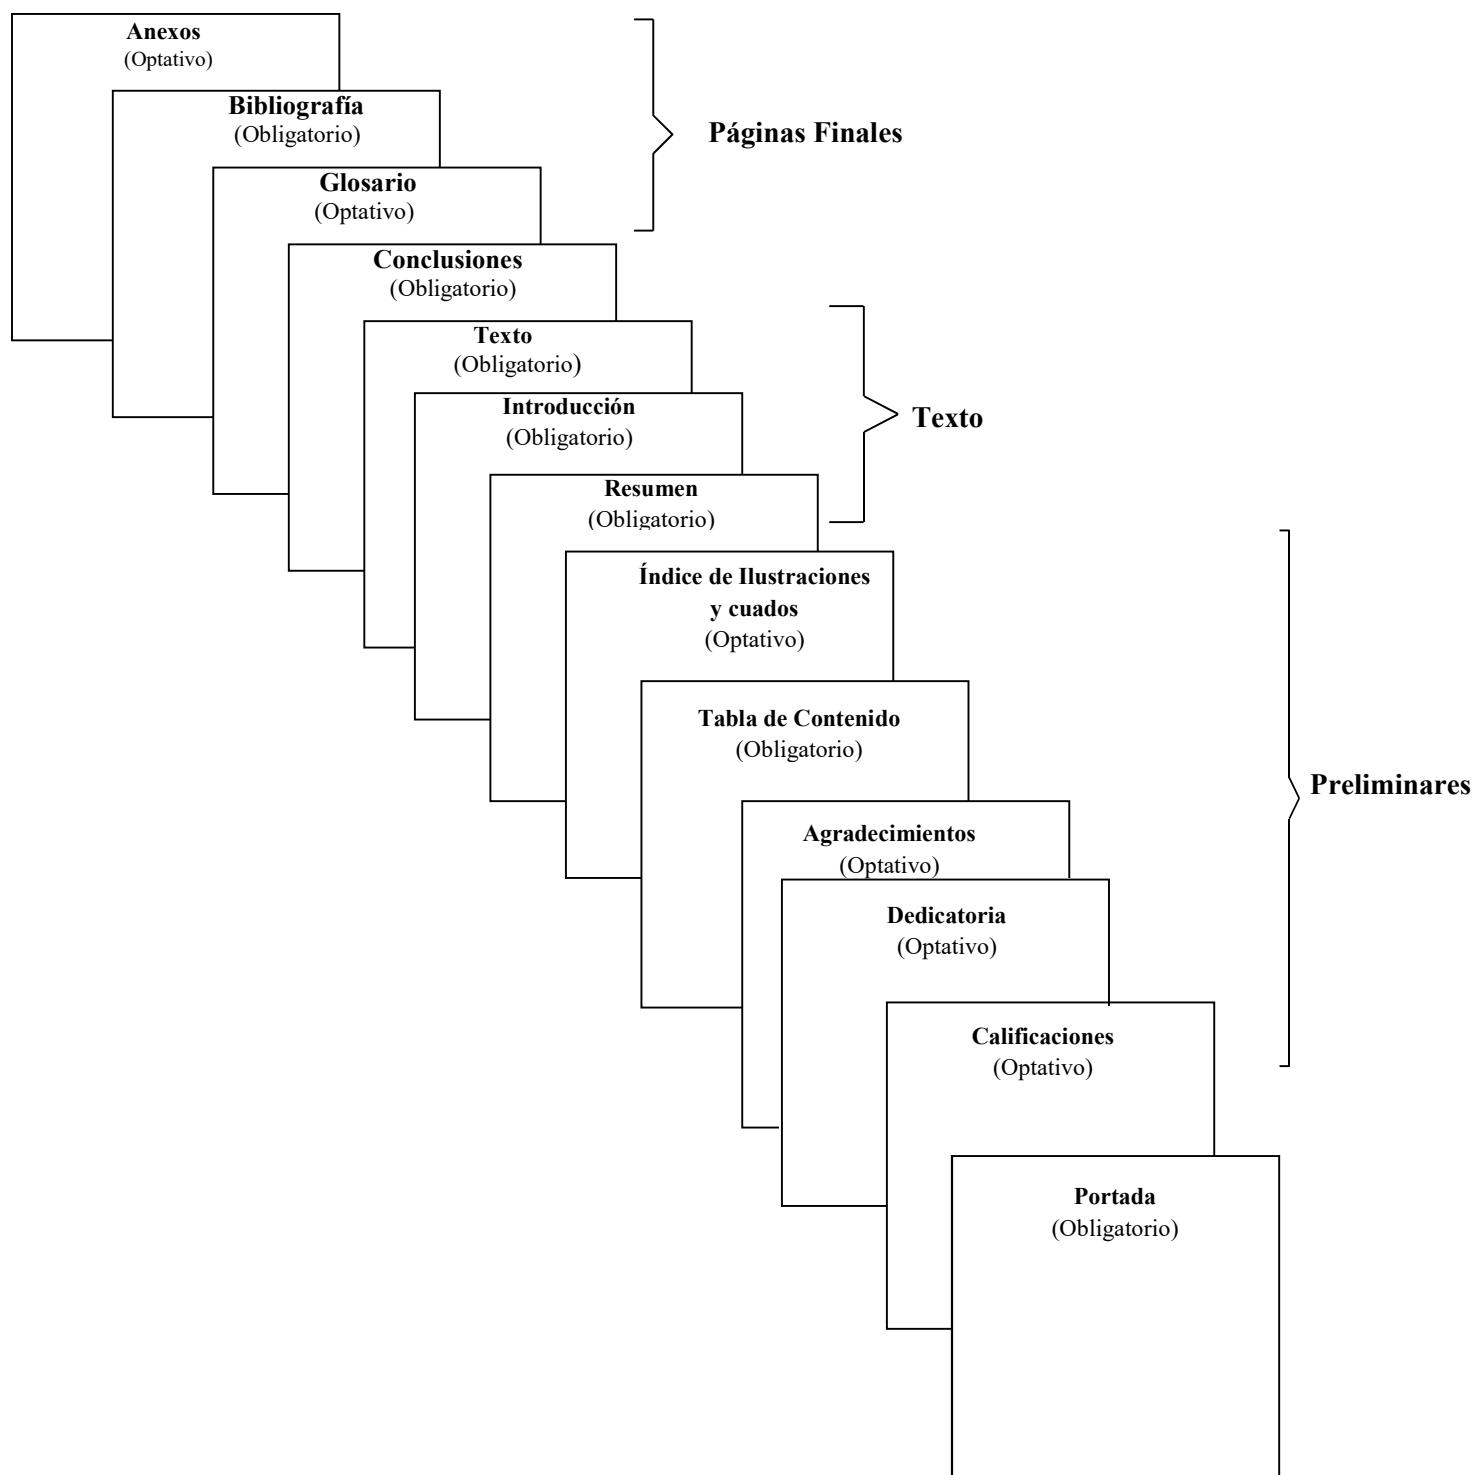 Anexos
(Optativo)
Bibliografía
(Obligatorio)
Páginas Finales
Glosario
(Optativo)
Conclusiones
(Obligatorio)
Texto
(Obligatorio)
Introducción
(Obligatorio)
Texto
Resumen
(Obligatorio)
Índice de Ilustraciones
y cuados
(Optativo)
Tabla de Contenido
(Obligatorio)
Preliminares
Agradecimientos
(Optativo)
Dedicatoria
(Optativo)
Calificaciones
(Optativo)
Portada
(Obligatorio)